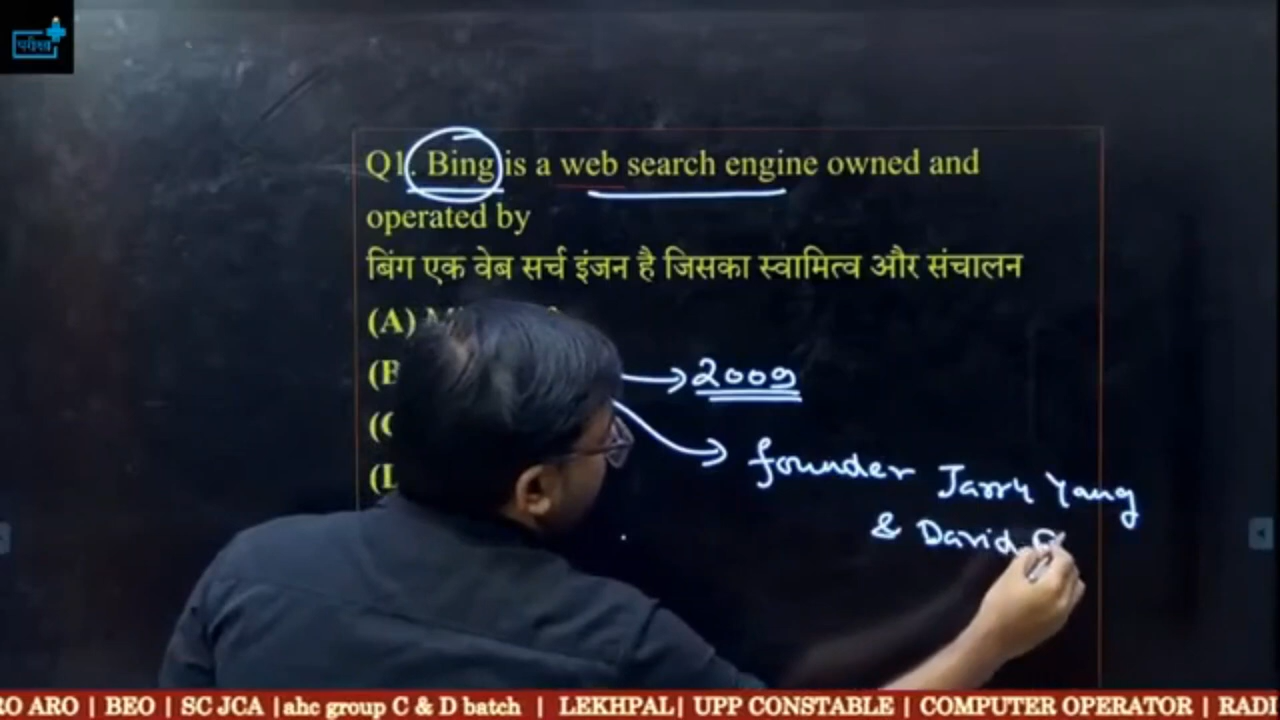 परीक्षा
Q1. Bing is a web search engine owned and
operated by
बिंग एक वेब सर्च इंजन है जिसका स्वामित्व और संचालन
(A)
2009
founder Jarry Yang
& David
RO ARO | BEO | SC JCA |ahc group C & D batch | LEKHPAL| UPP CONSTABLE | COMPUTER OPERATOR | RADI